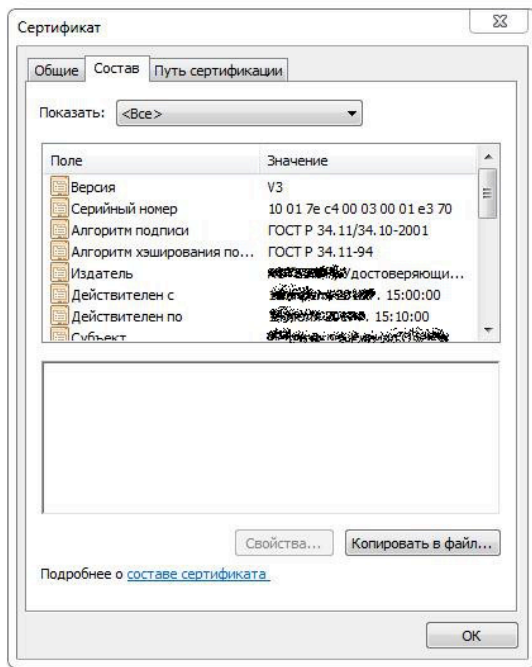 Сертификат
Общие Состав Путь сертификации
Показать: <Все>
Поле Значение
Версия V3
Серийный номер 10 01 7e c4 00 03 00 01 e3 70
Алгоритм подписи ГОСТ Р 34.11/34.10-2001
Алгоритм хэширования по... ГОСТ Р 34.11-94
Издатель Удостоверяющи...
Действителен с 15:00:00
Действителен по 15:10:00
Субъект
Свойства... Копировать в файл...
Подробнее о составе сертификата
ОК